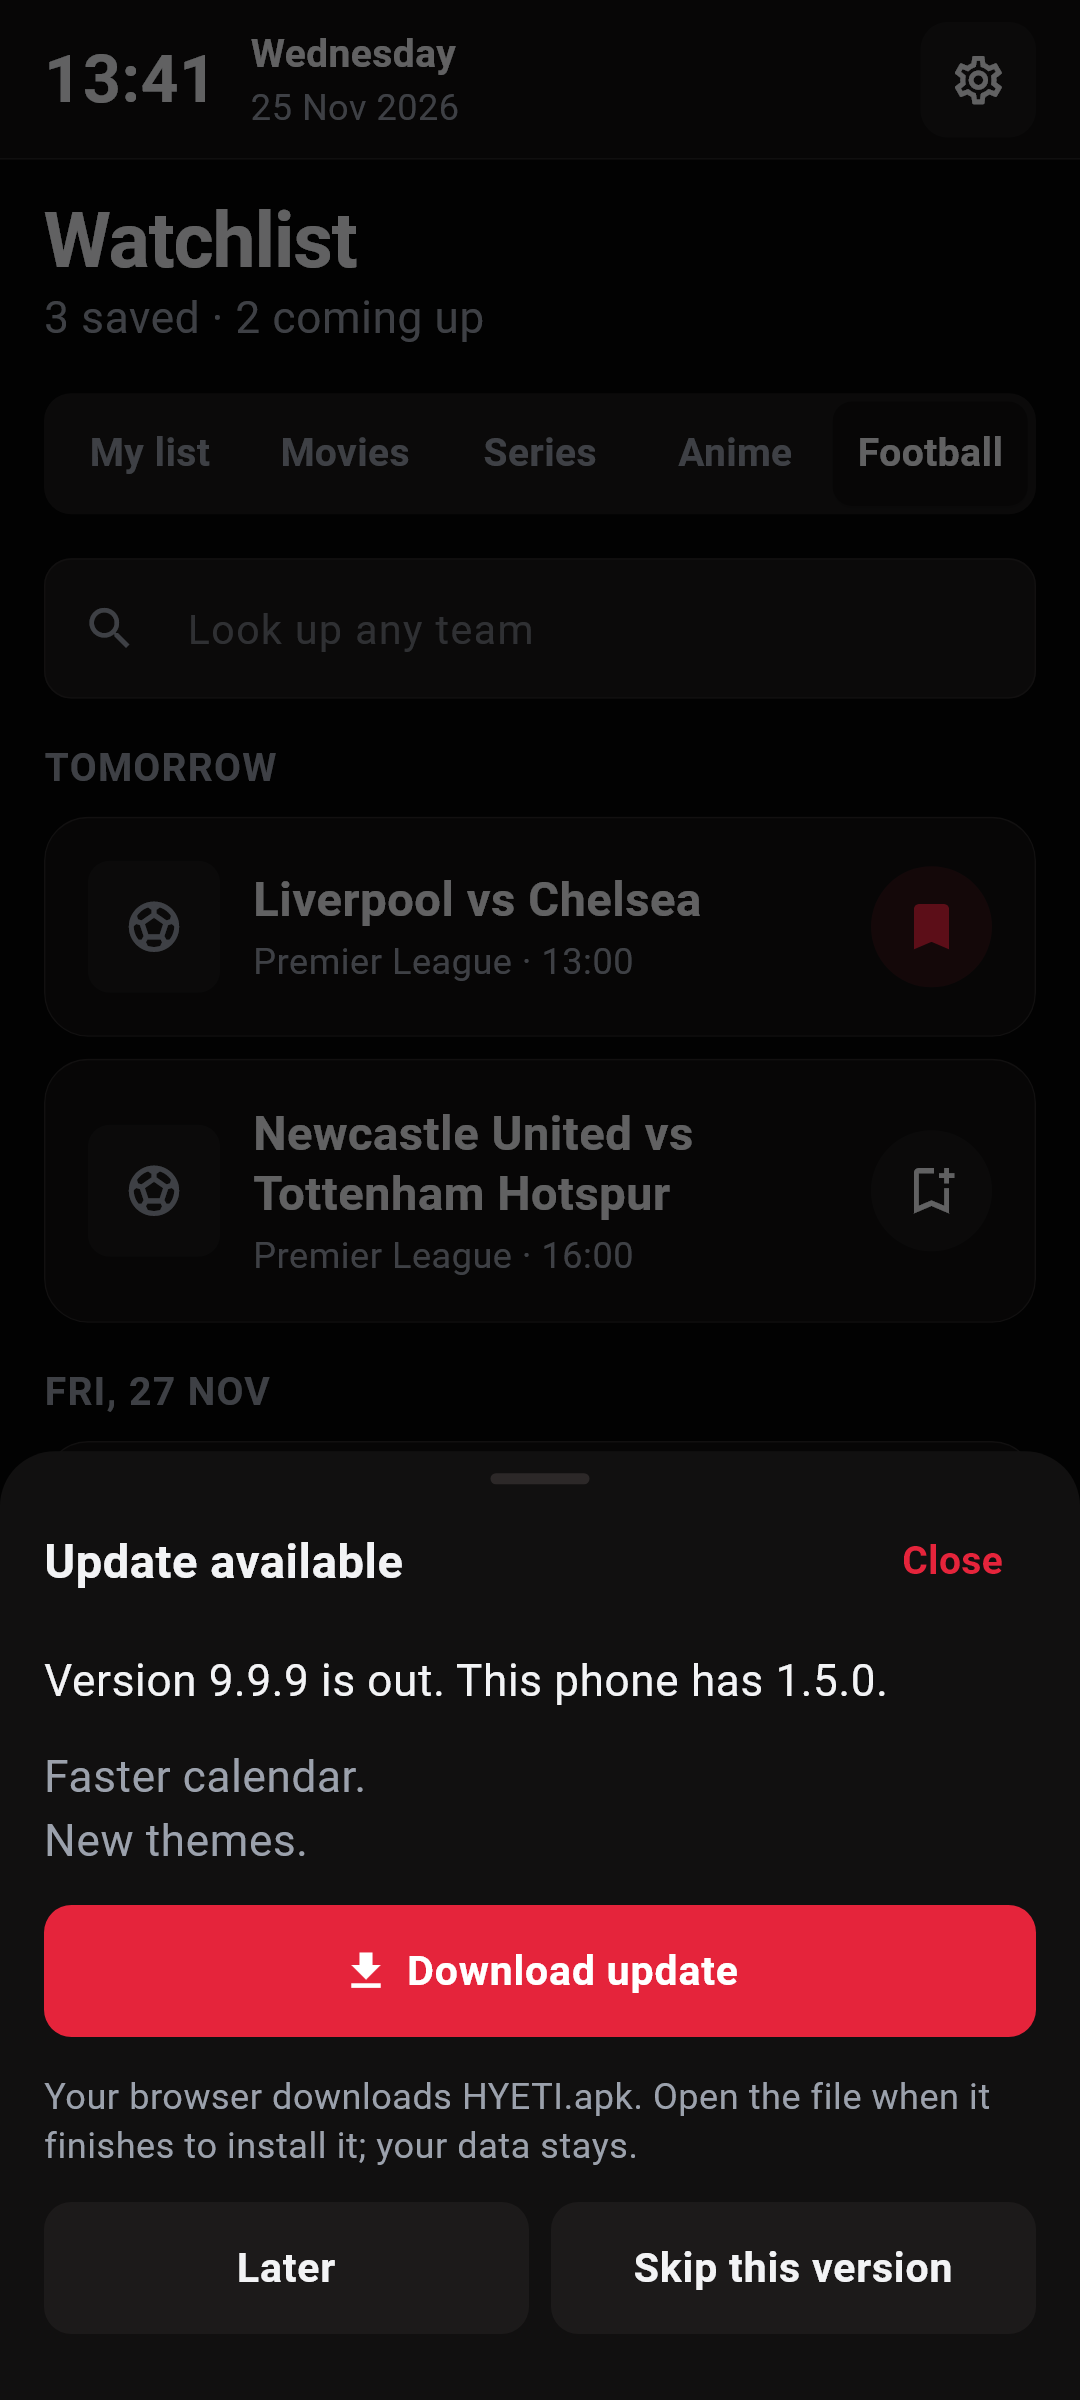 13:41
Wednesday
25 Nov 2026
Watchlist
3 saved · 2 coming up
My list
Movies
Series
Anime
Football
Look up any team
TOMORROW
Liverpool vs Chelsea
Premier League · 13:00
Newcastle United vs
Tottenham Hotspur
Premier League · 16:00
FRI, 27 NOV
Update available
Close
Version 9.9.9 is out. This phone has 1.5.0.
Faster calendar.
New themes.
Download update
Your browser downloads HYETI.apk. Open the file when it
finishes to install it; your data stays.
Later
Skip this version